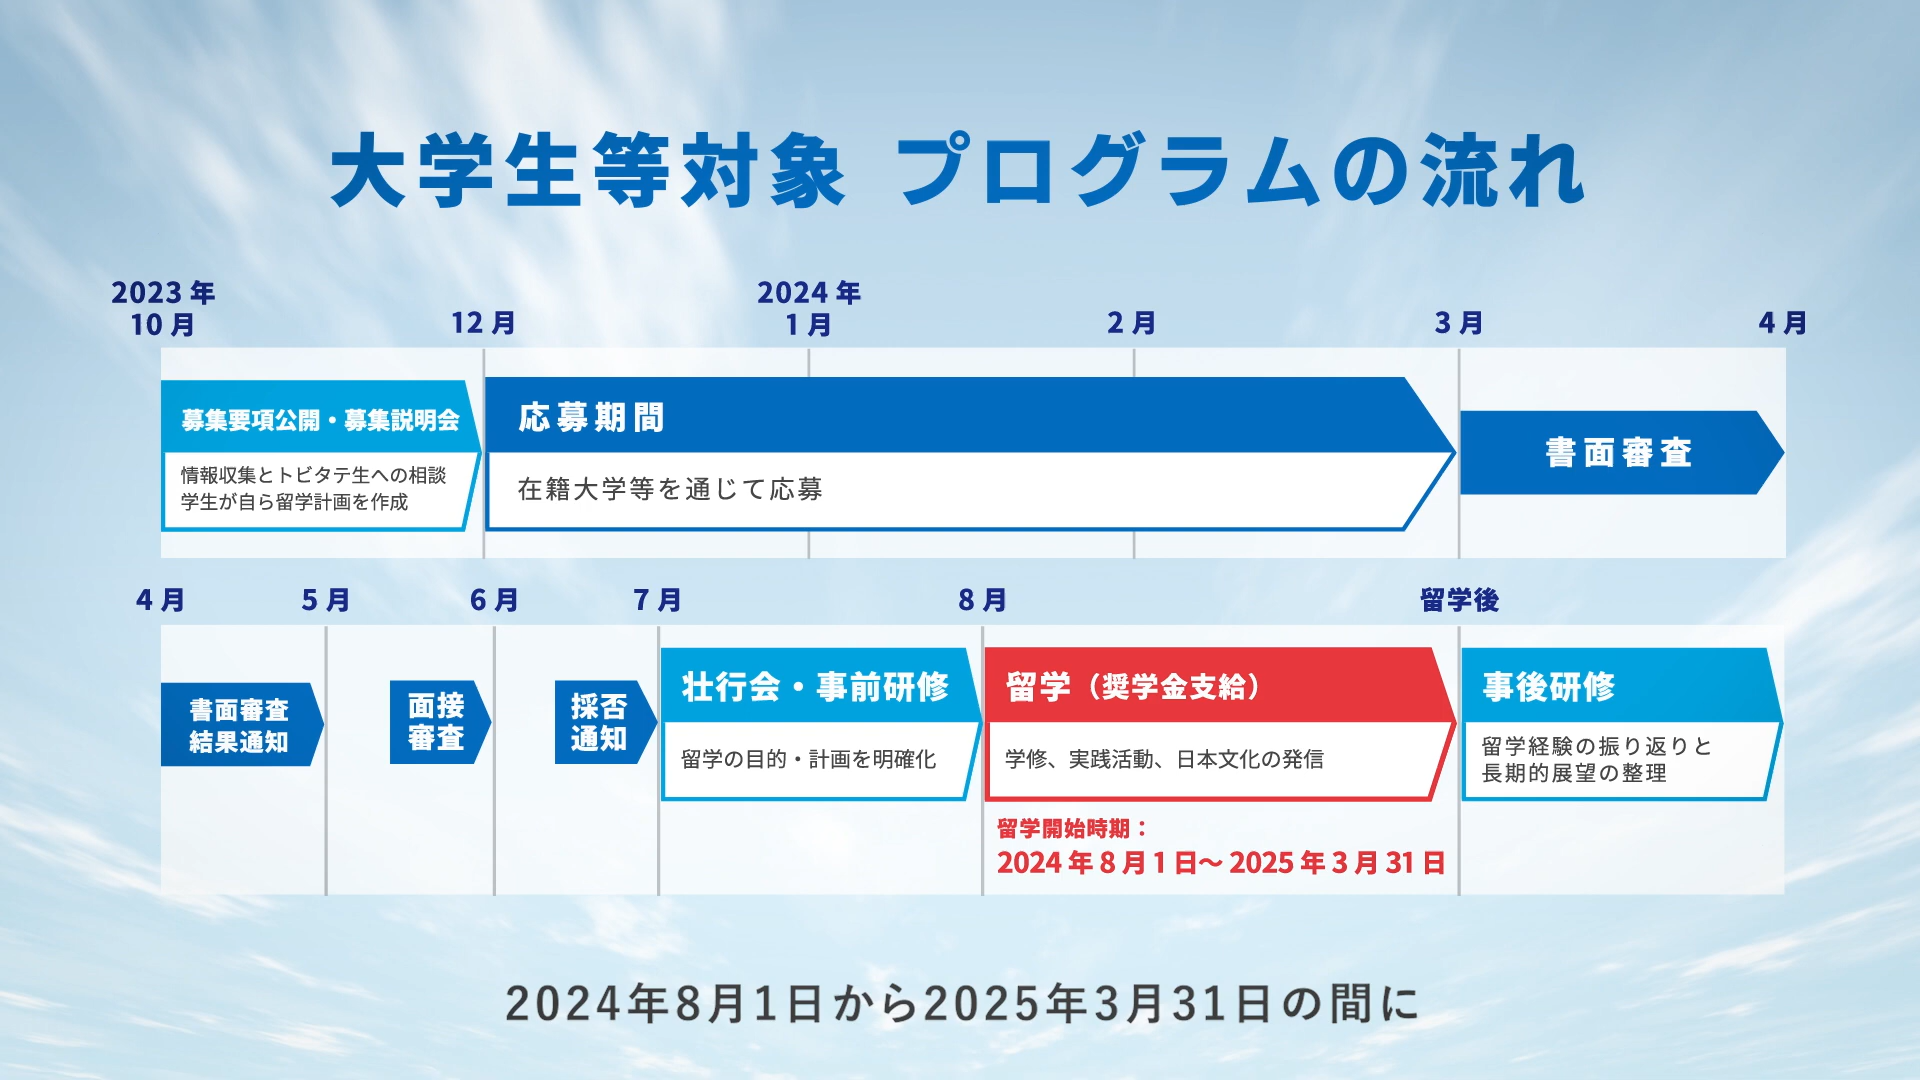 大学生等対象 プログラムの流れ
2023年
10月
12月
2024年
1月
2月
3月
4月
募集要項公開・募集説明会
情報収集とトビタテ生への相談
学生が自ら留学計画を作成
応募期間
在籍大学等を通じて応募
書面審査
4月
5月
6月
7月
8月
留学後
書面審査
結果通知
面接
審査
採否
通知
壮行会・事前研修
留学の目的・計画を明確化
留学（奨学金支給）
学修、実践活動、日本文化の発信
留学開始時期：
2024年8月1日～2025年3月31日
事後研修
留学経験の振り返りと
長期的展望の整理
2024年8月1日から2025年3月31日の間に